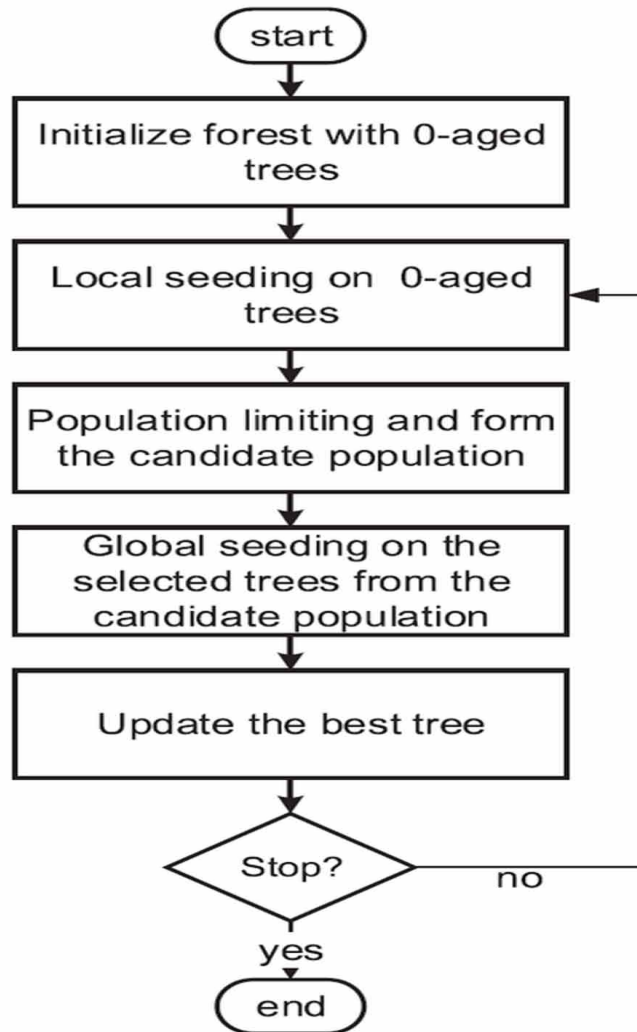 start
Initialize forest with 0-aged
trees
Local seeding on 0-aged
trees
Population limiting and form
the candidate population
Global seeding on the
selected trees from the
candidate population
Update the best tree
Stop?
no
yes
end